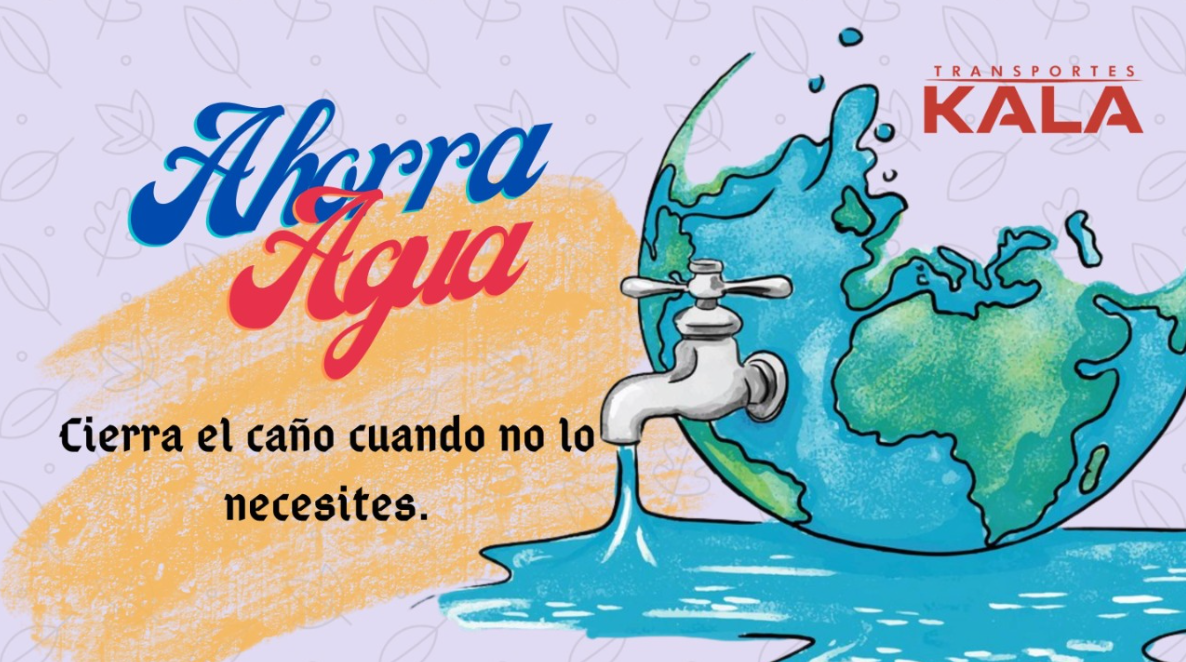 TRANSPORTES
KALA
Ahorra
Agua
Cierra el caño cuando no lo
necesites.